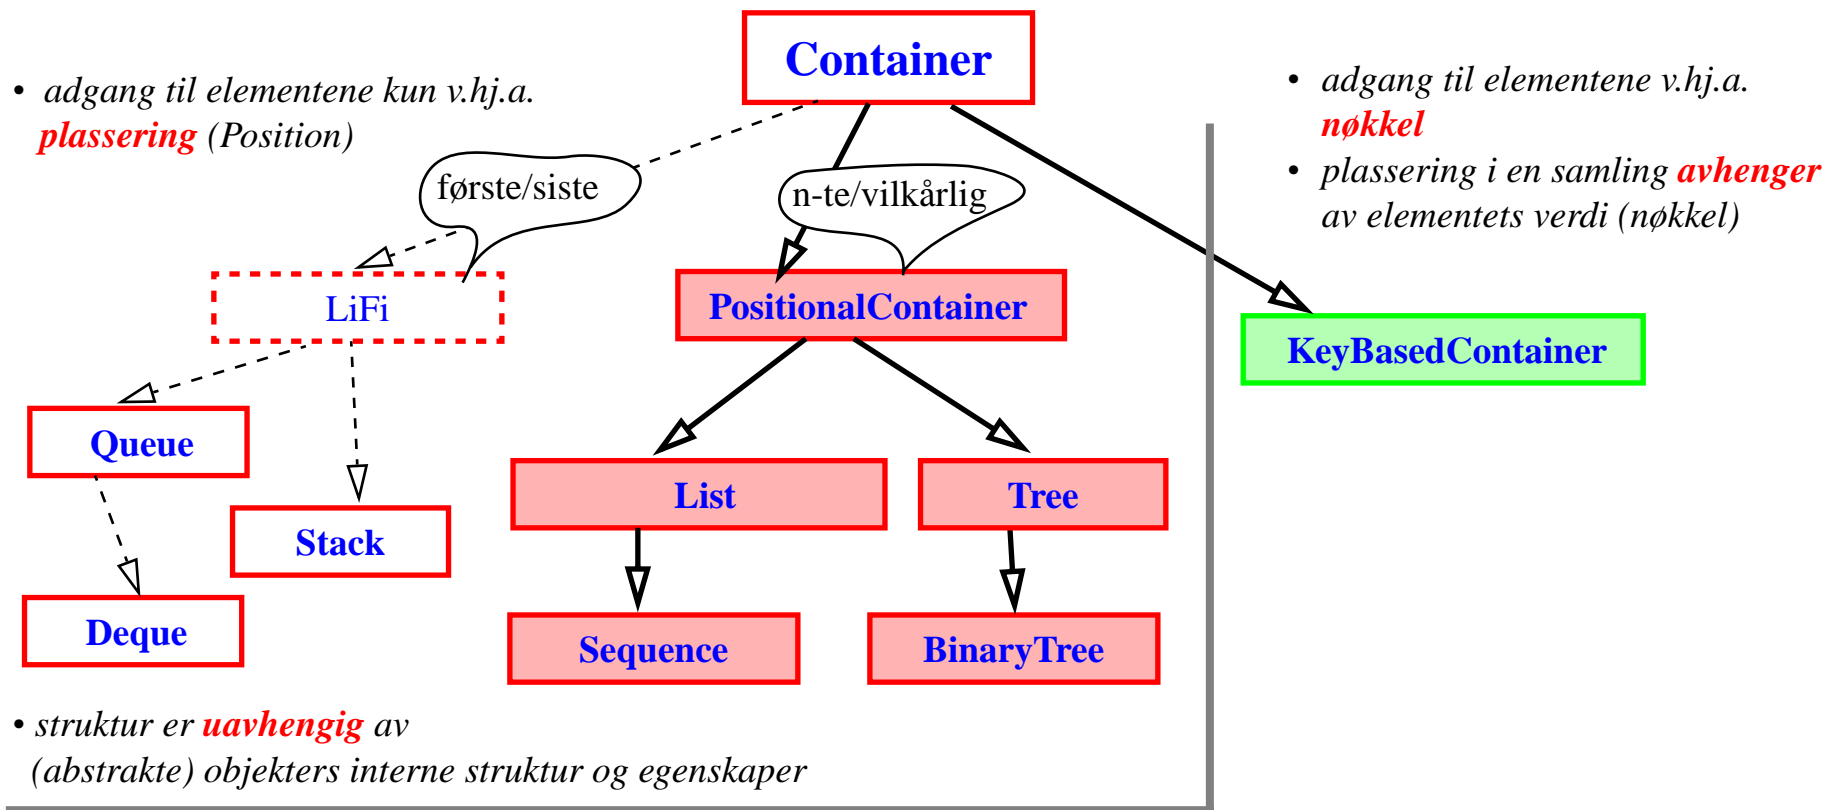 Container
• adgang til elementene kun v.hj.a.
plassering (Position)
• adgang til elementene v.hj.a.
nøkkel
• plassering i en samling avhenger
av elementets verdi (nøkkel)
første/siste
n-te/vilkårlig
LiFi
PositionalContainer
KeyBasedContainer
Queue
List
Tree
Stack
Deque
Sequence
BinaryTree
• struktur er uavhengig av
(abstrakte) objekters interne struktur og egenskaper